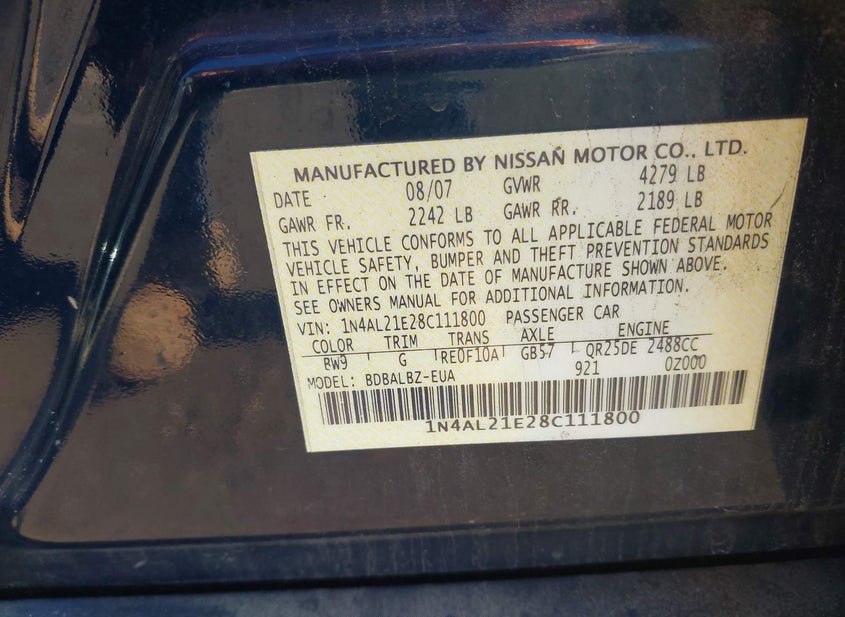 MANUFACTURED BY NISSAN MOTOR CO., LTD.
DATE 08/07 GVWR 4279 LB
GAWR FR. 2242 LB GAWR RR. 2189 LB
THIS VEHICLE CONFORMS TO ALL APPLICABLE FEDERAL MOTOR
VEHICLE SAFETY, BUMPER AND THEFT PREVENTION STANDARDS
IN EFFECT ON THE DATE OF MANUFACTURE SHOWN ABOVE.
SEE OWNERS MANUAL FOR ADDITIONAL INFORMATION.
VIN: 1N4AL21E28C111800 PASSENGER CAR
COLOR TRIM TRANS AXLE ENGINE
BW9 G RE0F10A GB57 QR25DE 2488CC
921 0Z000
MODEL: BDBALBZ-EUA
1N4AL21E28C111800